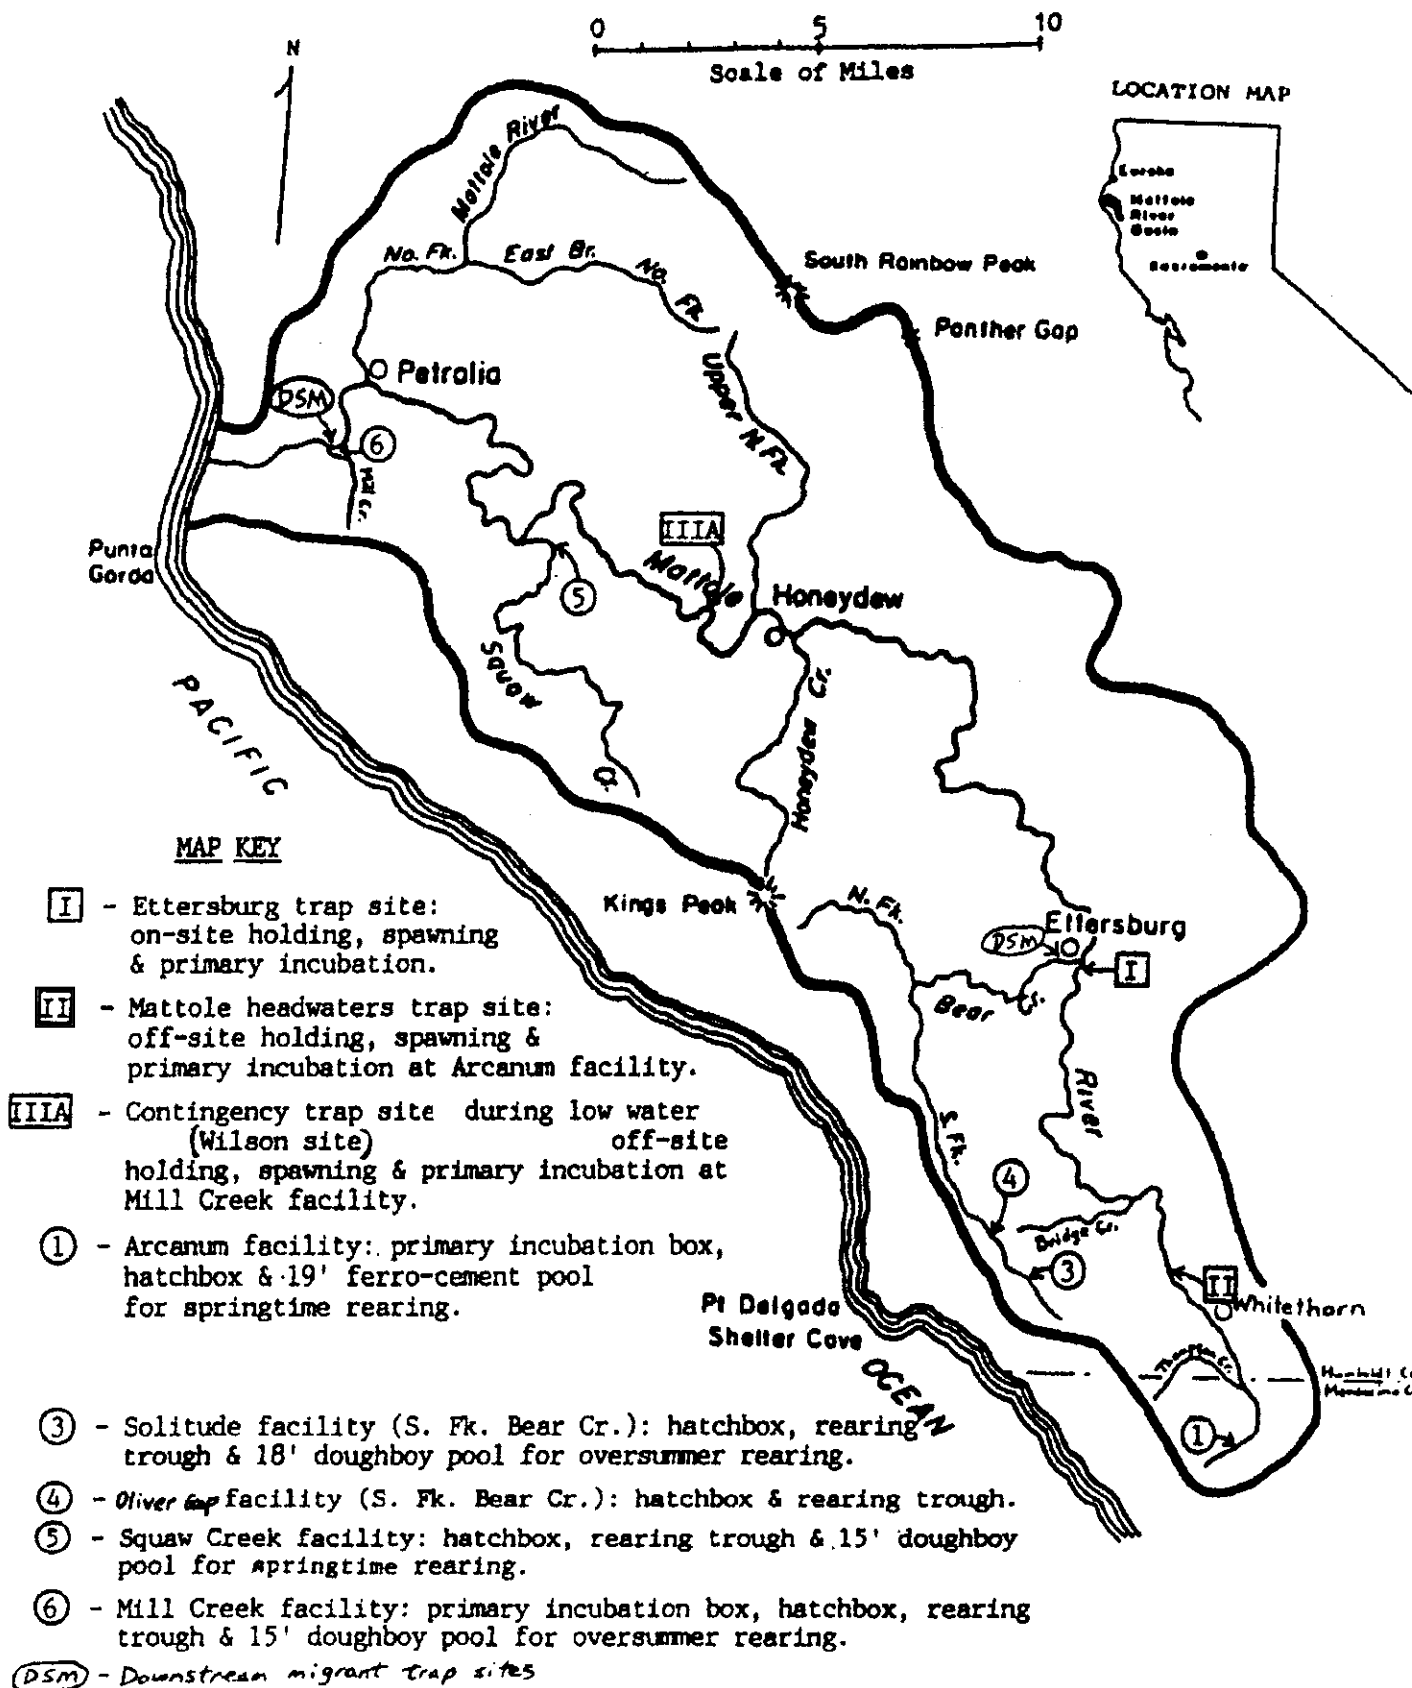 0 5 10
Scale of Miles
N
LOCATION MAP
Eureka
Mattole
River
Basin
Sacramento
Mattole River
No. Fk.
East Br. No. Fk.
South Rainbow Peak
Panther Gap
Petrolia
Upper N. Fk.
DSM
6
Mill Cr.
IIIA
Mattole
Honeydew
Punta
Gorda
5
Squaw Cr.
Honeydew Cr.
PACIFIC
Kings Peak
N. Fk.
Ettersburg
DSM
I
Bear
River
S. Fk.
4
Bridge Cr.
3
II
Whitethorn
Pt Delgada
Shelter Cove
OCEAN
Thompson Cr.
Humboldt Co
1
MAP KEY
I - Ettersburg trap site:
on-site holding, spawning
& primary incubation.
II - Mattole headwaters trap site:
off-site holding, spawning &
primary incubation at Arcanum facility.
IIIA - Contingency trap site during low water
(Wilson site) off-site
holding, spawning & primary incubation at
Mill Creek facility.
1 - Arcanum facility: primary incubation box,
hatchbox & 19' ferro-cement pool
for springtime rearing.
3 - Solitude facility (S. Fk. Bear Cr.): hatchbox, rearing
trough & 18' doughboy pool for oversummer rearing.
4 - Oliver Gap facility (S. Fk. Bear Cr.): hatchbox & rearing trough.
5 - Squaw Creek facility: hatchbox, rearing trough & 15' doughboy
pool for springtime rearing.
6 - Mill Creek facility: primary incubation box, hatchbox, rearing
trough & 15' doughboy pool for oversummer rearing.
DSM - Downstream migrant trap sites